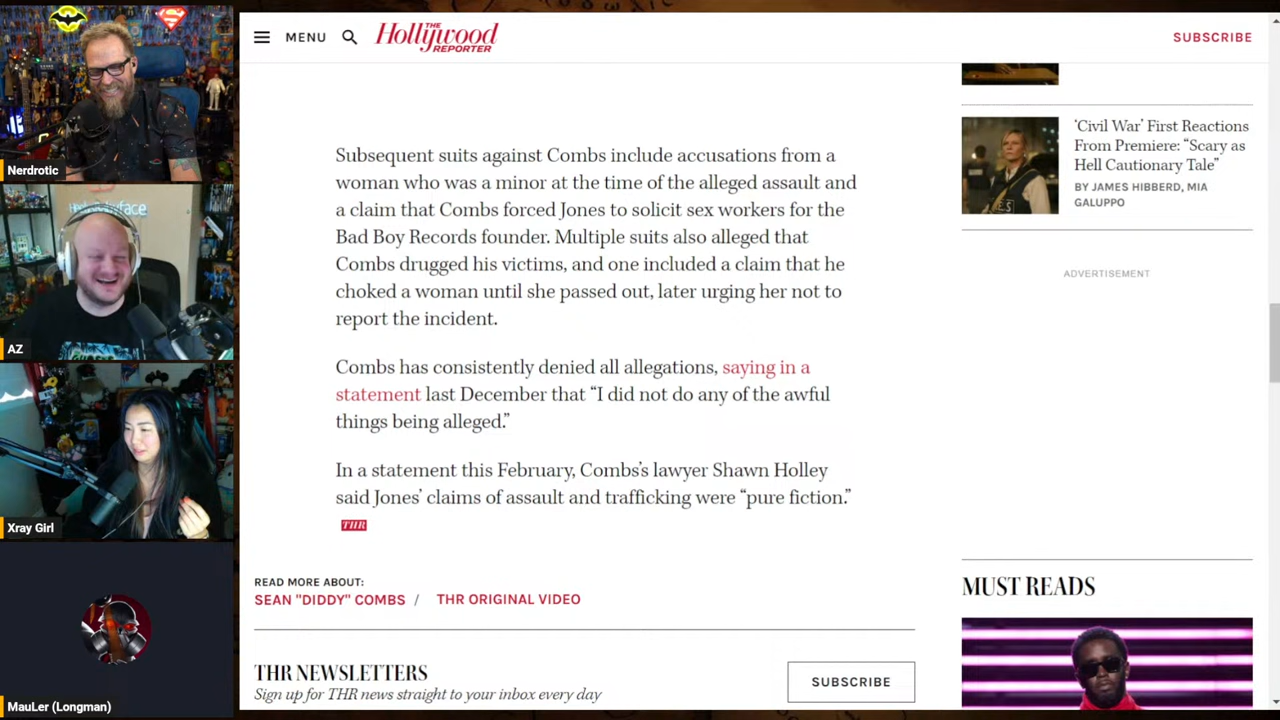 MENU
THE
Hollywood
REPORTER
SUBSCRIBE
Nerdrotic
AZ
Xray Girl
MauLer (Longman)
Subsequent suits against Combs include accusations from a
woman who was a minor at the time of the alleged assault and
a claim that Combs forced Jones to solicit sex workers for the
Bad Boy Records founder. Multiple suits also alleged that
Combs drugged his victims, and one included a claim that he
choked a woman until she passed out, later urging her not to
report the incident.
Combs has consistently denied all allegations, saying in a
statement last December that “I did not do any of the awful
things being alleged.”
In a statement this February, Combs’s lawyer Shawn Holley
said Jones’ claims of assault and trafficking were “pure fiction.”
THR
READ MORE ABOUT:
SEAN "DIDDY" COMBS / THR ORIGINAL VIDEO
THR NEWSLETTERS
Sign up for THR news straight to your inbox every day
SUBSCRIBE
‘Civil War’ First Reactions
From Premiere: “Scary as
Hell Cautionary Tale”
BY JAMES HIBBERD, MIA
GALUPPO
ADVERTISEMENT
MUST READS